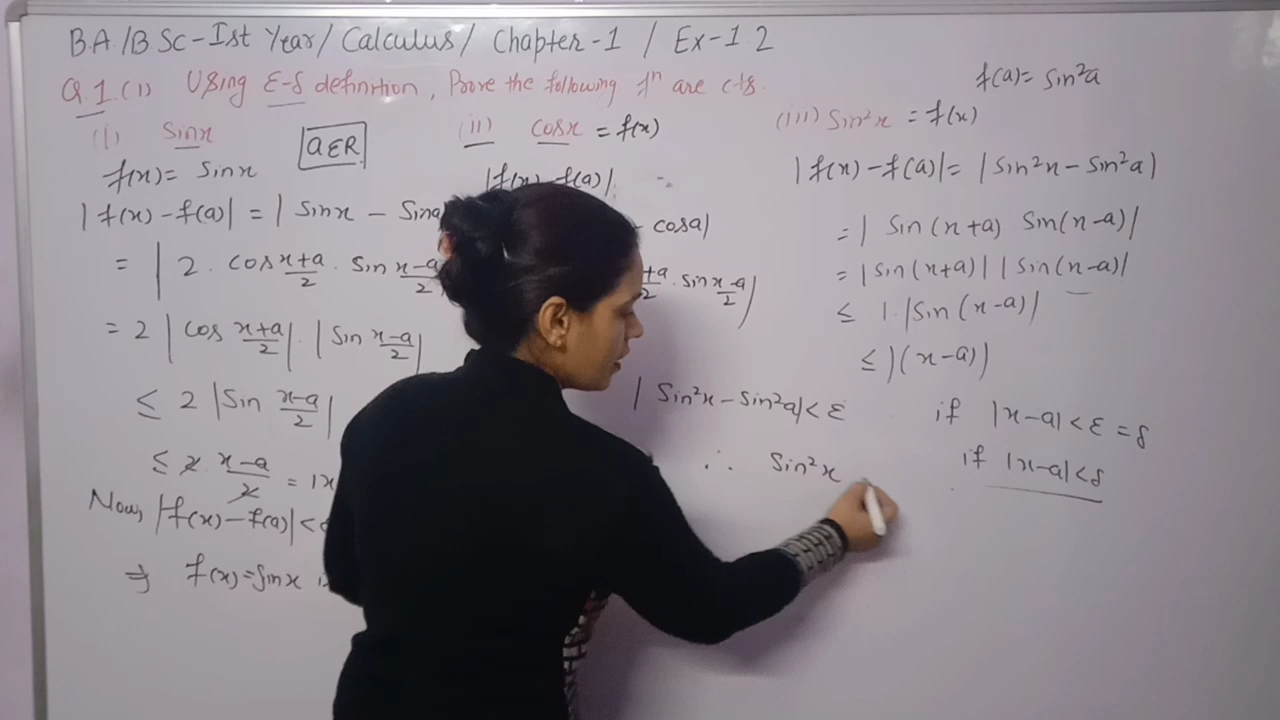 B.A./B Sc-Ist Year/ Calculus/ Chapter-1 / Ex-1.2
Q.1.(1) Using ε-δ definition, Prove the following fⁿ are cts.
(i) sinx
a∈R
f(x) = sinx
|f(x) - f(a)| = | sinx - sina
= | 2. cos x+a/2 . sin x-a/2
= 2 | cos x+a/2 | . | sin x-a/2 |
≤ 2 | sin x-a/2 |
≤ 2. x-a/2 = |x
Now, |f(x) - f(a)| <
⇒ f(x)=sinx
(ii) cosx = f(x)
|f(x) - f(a)|
- cosa|
+a/2 . sin x-a/2 |
f(a) = sin²a
(iii) sin²x = f(x)
|f(x) - f(a)| = | sin²x - sin²a |
= | sin(x+a) sin(x-a)|
= |sin(x+a)| |sin(x-a)|
≤ 1. |sin(x-a)|
≤ |(x-a)|
| sin²x - sin²a| < ε if |x-a| < ε = δ
if |x-a| < δ
∴ sin²x